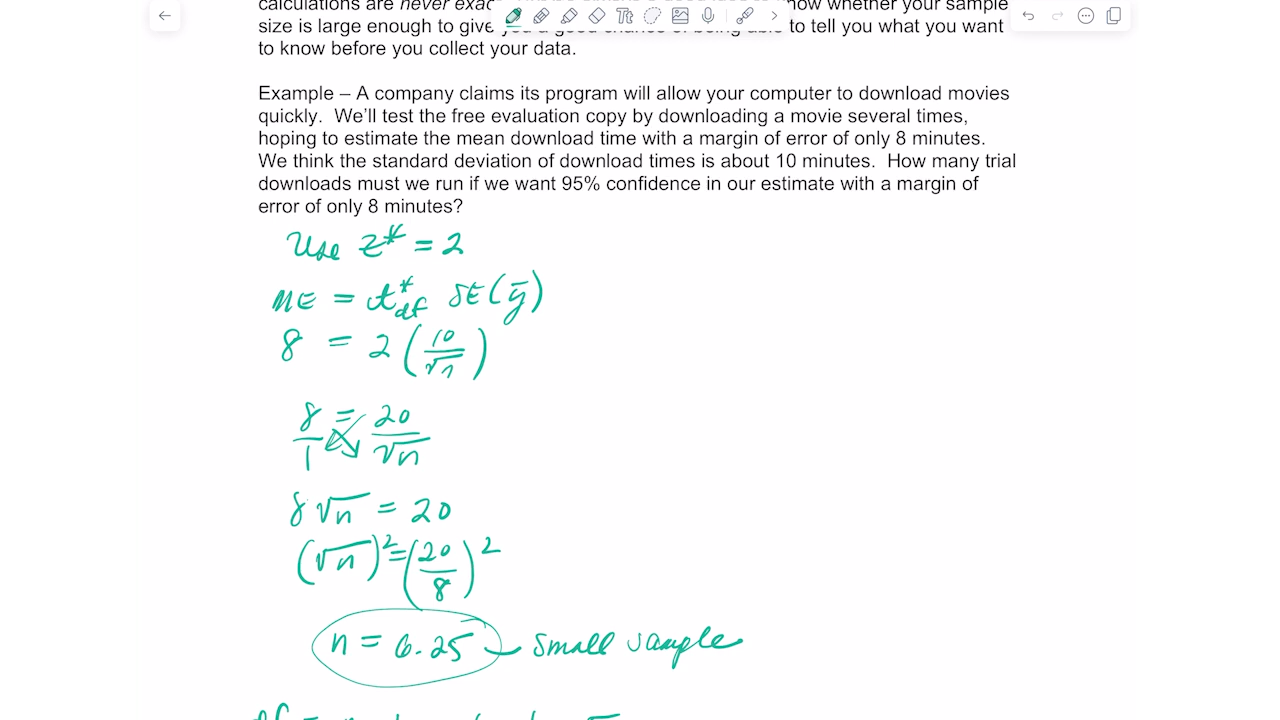 calculations are never
size is large enough to give to tell you what you want
to know before you collect your data.
Example – A company claims its program will allow your computer to download movies
quickly. We'll test the free evaluation copy by downloading a movie several times,
hoping to estimate the mean download time with a margin of error of only 8 minutes.
We think the standard deviation of download times is about 10 minutes. How many trial
downloads must we run if we want 95% confidence in our estimate with a margin of
error of only 8 minutes?
Use z* = 2
ME = t*df SE(ȳ)
8 = 2 (10/√n)
8/1 = 20/√n
8√n = 20
(√n)² = (20/8)²
n = 6.25 – small sample